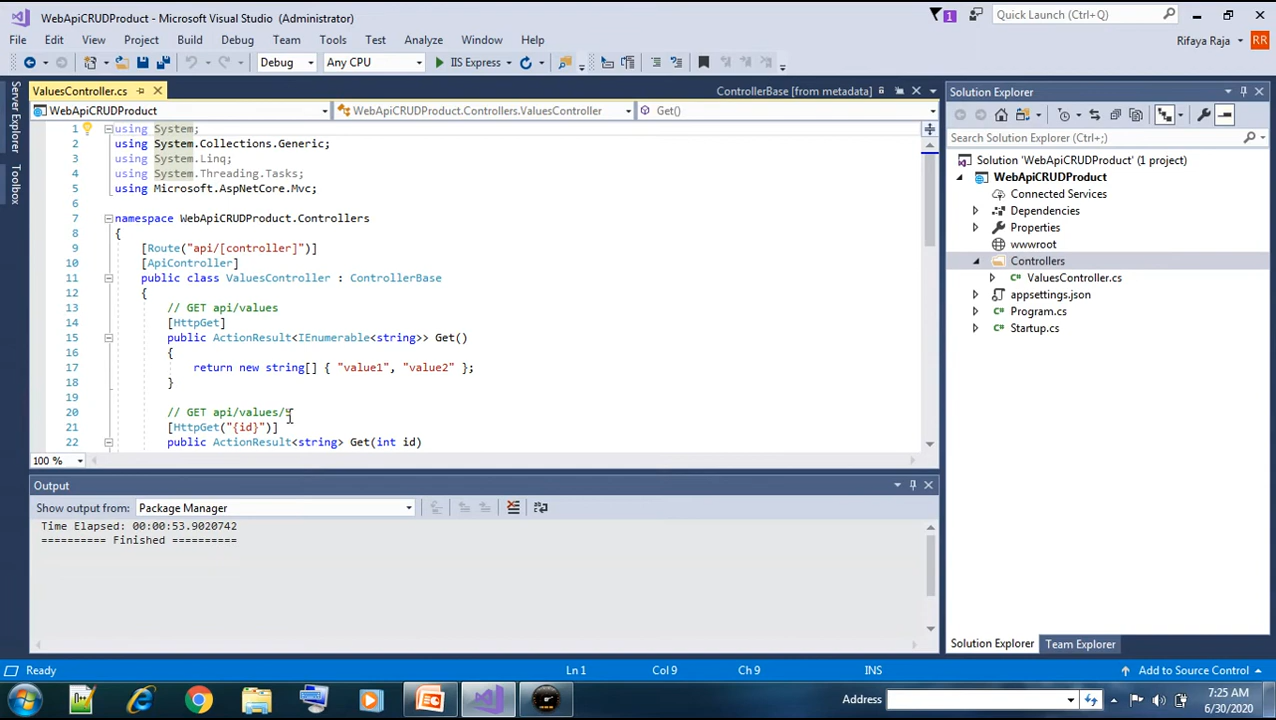 WebApiCRUDProduct - Microsoft Visual Studio (Administrator)
1
Quick Launch (Ctrl+Q)
File Edit View Project Build Debug Team Tools Test Analyze Window Help
Rifaya Raja
RR
Debug
Any CPU
IIS Express
Server Explorer
Toolbox
ValuesController.cs
ControllerBase [from metadata]
WebApiCRUDProduct
WebApiCRUDProduct.Controllers.ValuesController
Get()
1 using System;
2 using System.Collections.Generic;
3 using System.Linq;
4 using System.Threading.Tasks;
5 using Microsoft.AspNetCore.Mvc;
6
7 namespace WebApiCRUDProduct.Controllers
8 {
9 [Route("api/[controller]")]
10 [ApiController]
11 public class ValuesController : ControllerBase
12 {
13 // GET api/values
14 [HttpGet]
15 public ActionResult<IEnumerable<string>> Get()
16 {
17 return new string[] { "value1", "value2" };
18 }
19
20 // GET api/values/5
21 [HttpGet("{id}")]
22 public ActionResult<string> Get(int id)
100 %
Output
Show output from: Package Manager
Time Elapsed: 00:00:53.9020742
========== Finished ==========
Solution Explorer
Search Solution Explorer (Ctrl+;)
Solution 'WebApiCRUDProduct' (1 project)
WebApiCRUDProduct
Connected Services
Dependencies
Properties
wwwroot
Controllers
ValuesController.cs
appsettings.json
Program.cs
Startup.cs
Solution Explorer Team Explorer
Ready
Ln 1
Col 9
Ch 9
INS
Add to Source Control
Address
7:25 AM
6/30/2020